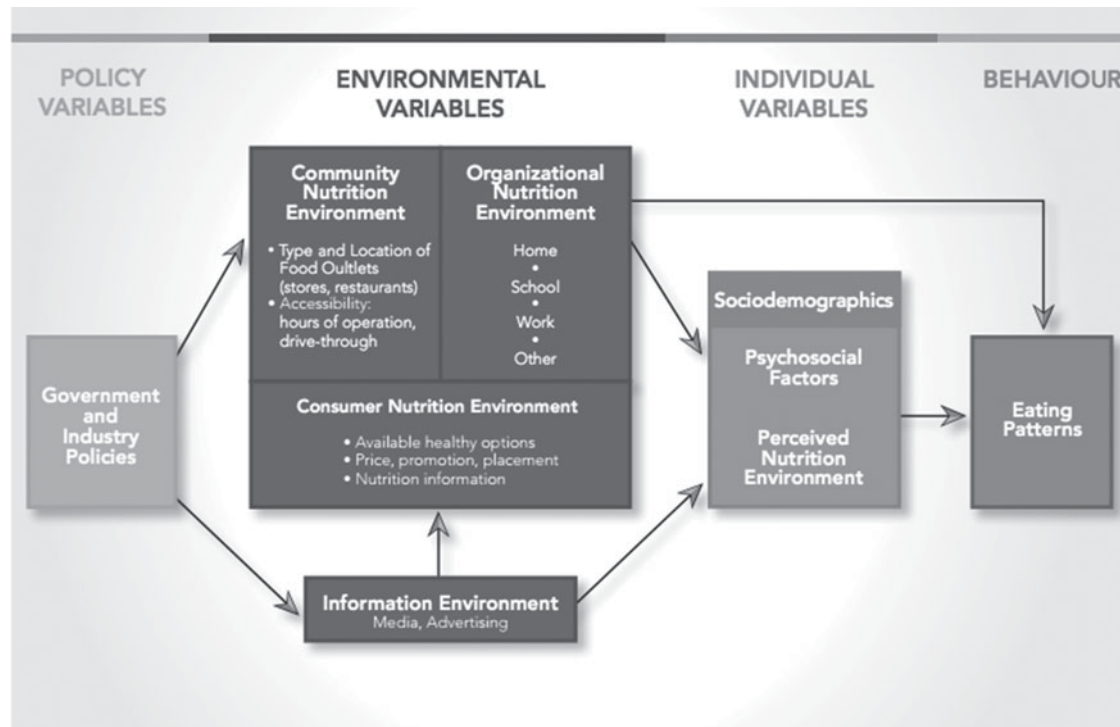 POLICY
VARIABLES
ENVIRONMENTAL
VARIABLES
INDIVIDUAL
VARIABLES
BEHAVIOUR
Government
and
Industry
Policies
Community
Nutrition
Environment
• Type and Location of
Food Oultlets
(stores, restaurants)
• Accessibility:
hours of operation,
drive-through
Organizational
Nutrition
Environment
Home
•
School
•
Work
•
Other
Consumer Nutrition Environment
• Available healthy options
• Price, promotion, placement
• Nutrition information
Information Environment
Media, Advertising
Sociodemographics
Psychosocial
Factors
Perceived
Nutrition
Environment
Eating
Patterns